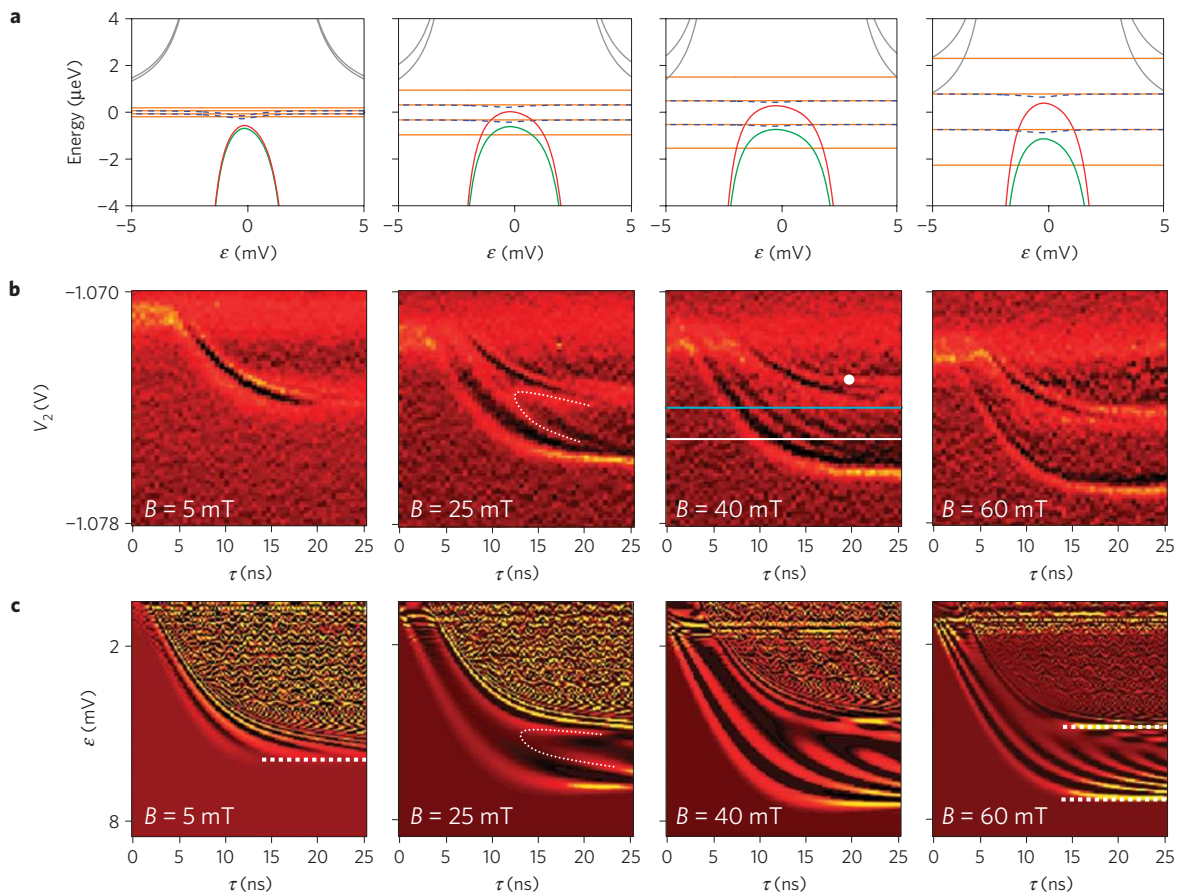 a
Energy (μeV)
4
2
0
−2
−4
−5 0 5
−5 0 5
−5 0 5
−5 0 5
ε (mV)
ε (mV)
ε (mV)
ε (mV)
b
V2 (V)
−1.070
−1.078
B = 5 mT
B = 25 mT
B = 40 mT
B = 60 mT
0 5 10 15 20 25
0 5 10 15 20 25
0 5 10 15 20 25
0 5 10 15 20 25
τ (ns)
τ (ns)
τ (ns)
τ (ns)
c
ε (mV)
2
8
B = 5 mT
B = 25 mT
B = 40 mT
B = 60 mT
0 5 10 15 20 25
0 5 10 15 20 25
0 5 10 15 20 25
0 5 10 15 20 25
τ (ns)
τ (ns)
τ (ns)
τ (ns)